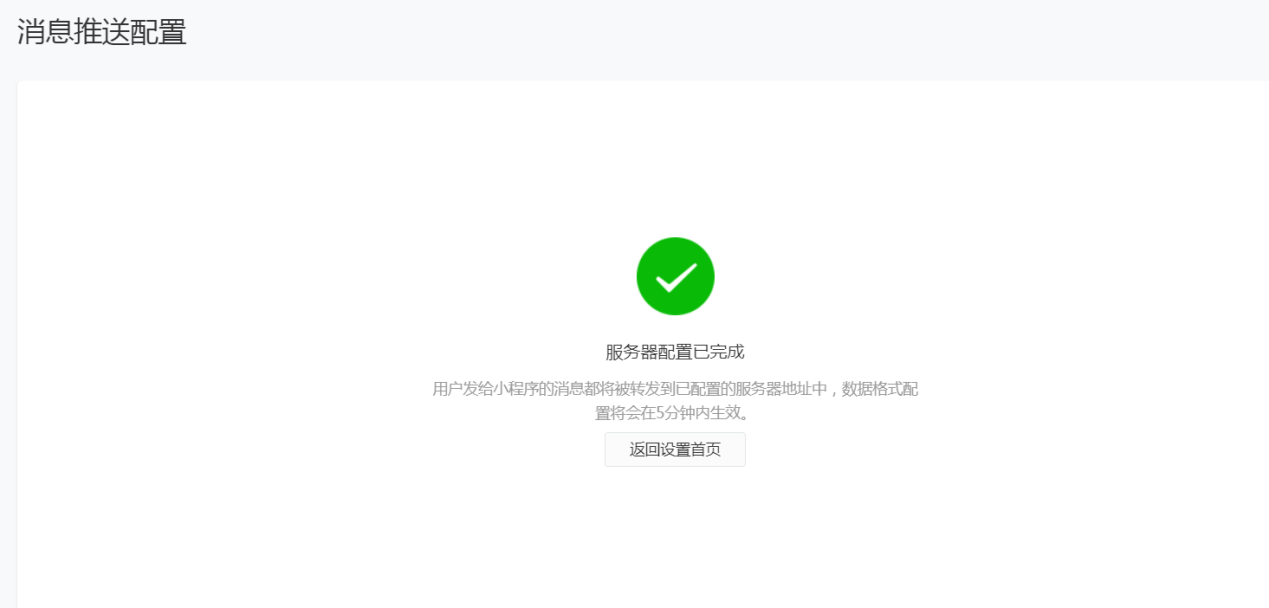 消息推送配置
服务器配置已完成
用户发给小程序的消息都将被转发到已配置的服务器地址中，数据格式配
置将会在5分钟内生效。
返回设置首页